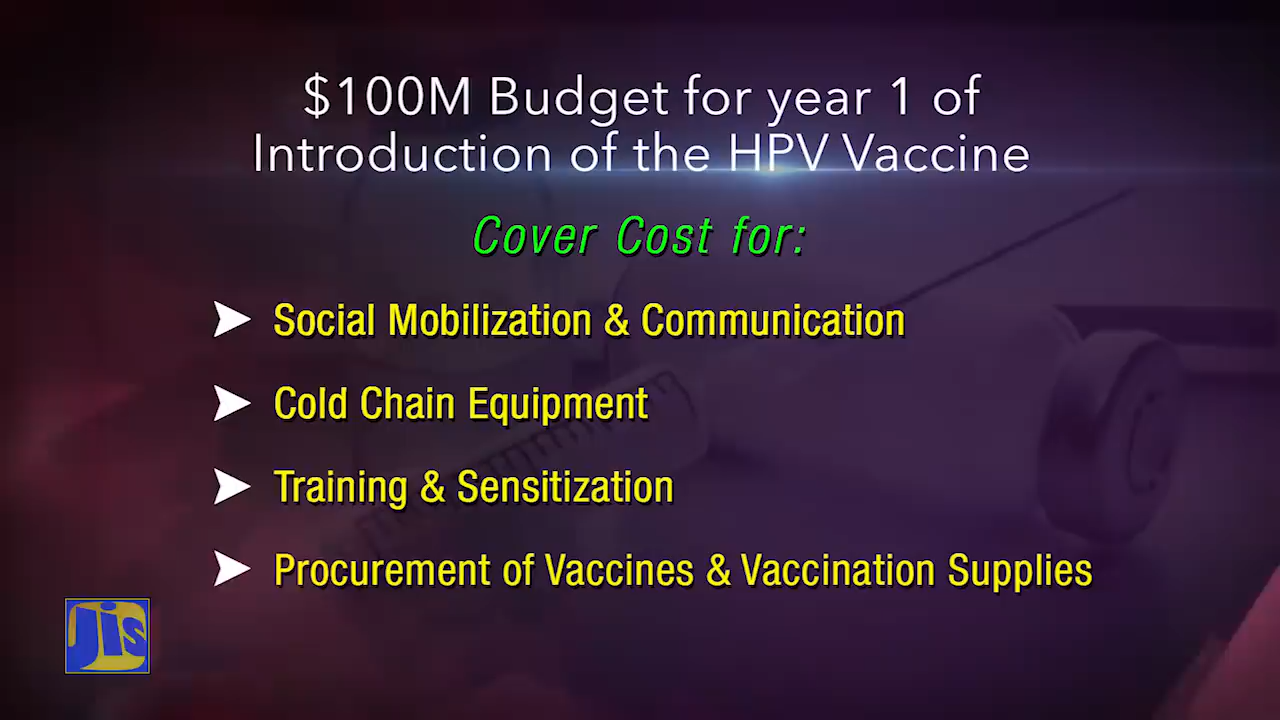 $100M Budget for year 1 of
Introduction of the HPV Vaccine
Cover Cost for:
Social Mobilization & Communication
Cold Chain Equipment
Training & Sensitization
Procurement of Vaccines & Vaccination Supplies
Jis